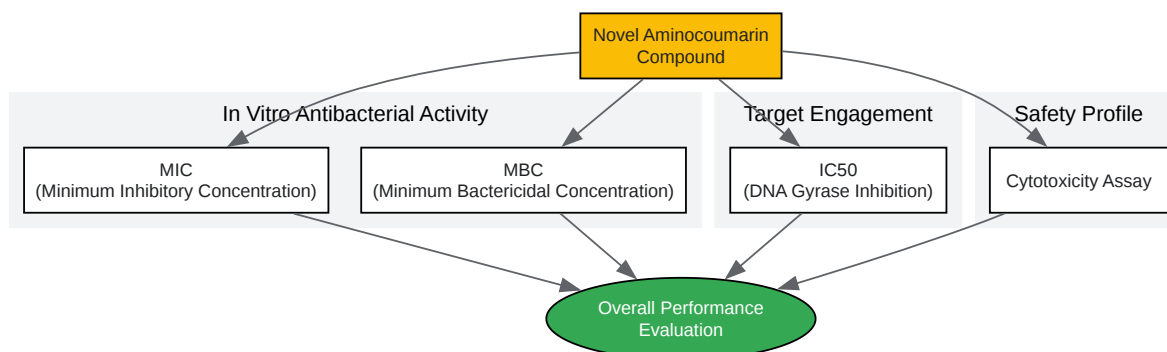 Novel Aminocoumarin
Compound
In Vitro Antibacterial Activity
Target Engagement
Safety Profile
MIC
(Minimum Inhibitory Concentration)
MBC
(Minimum Bactericidal Concentration)
IC50
(DNA Gyrase Inhibition)
Cytotoxicity Assay
Overall Performance
Evaluation